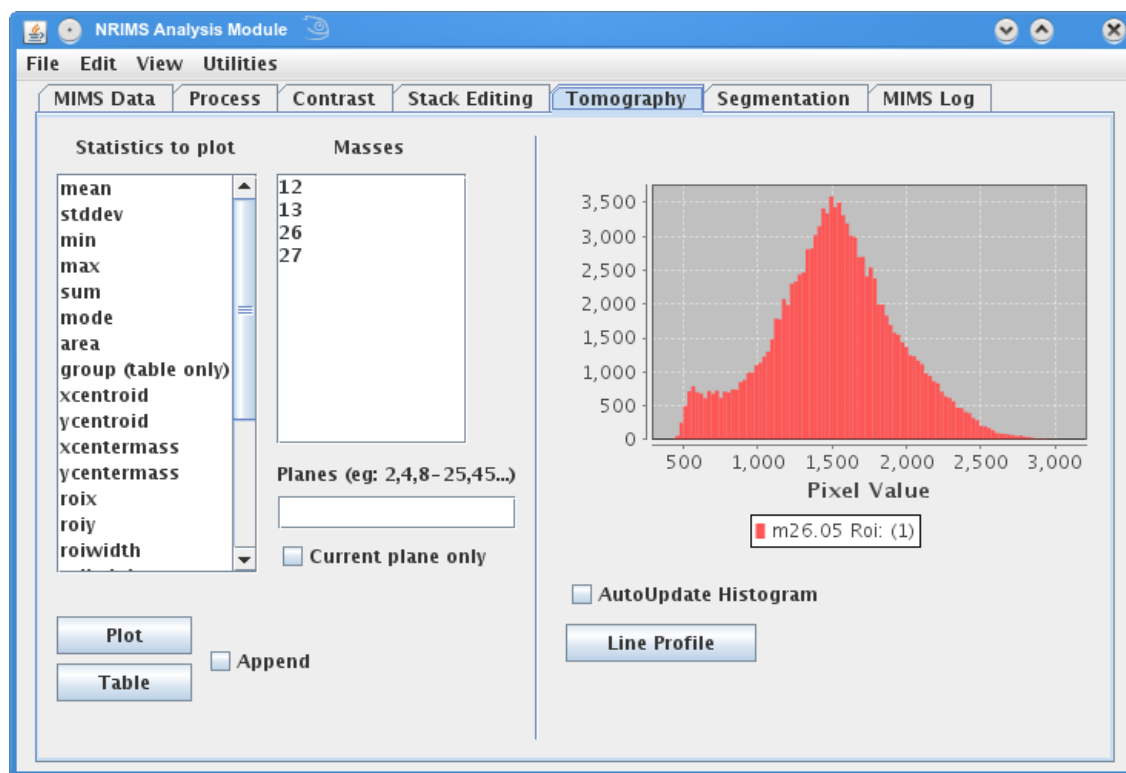 NRIMS Analysis Module
File Edit View Utilities
MIMS Data Process Contrast Stack Editing Tomography Segmentation MIMS Log
Statistics to plot
mean
stddev
min
max
sum
mode
area
group (table only)
xcentroid
ycentroid
xcentermass
ycentermass
roix
roiy
roiwidth
Masses
12
13
26
27
Planes (eg: 2,4,8-25,45...)
Current plane only
Plot
Table
Append
3,500
3,000
2,500
2,000
1,500
1,000
500
0
500 1,000 1,500 2,000 2,500 3,000
Pixel Value
m26.05 Roi: (1)
AutoUpdate Histogram
Line Profile